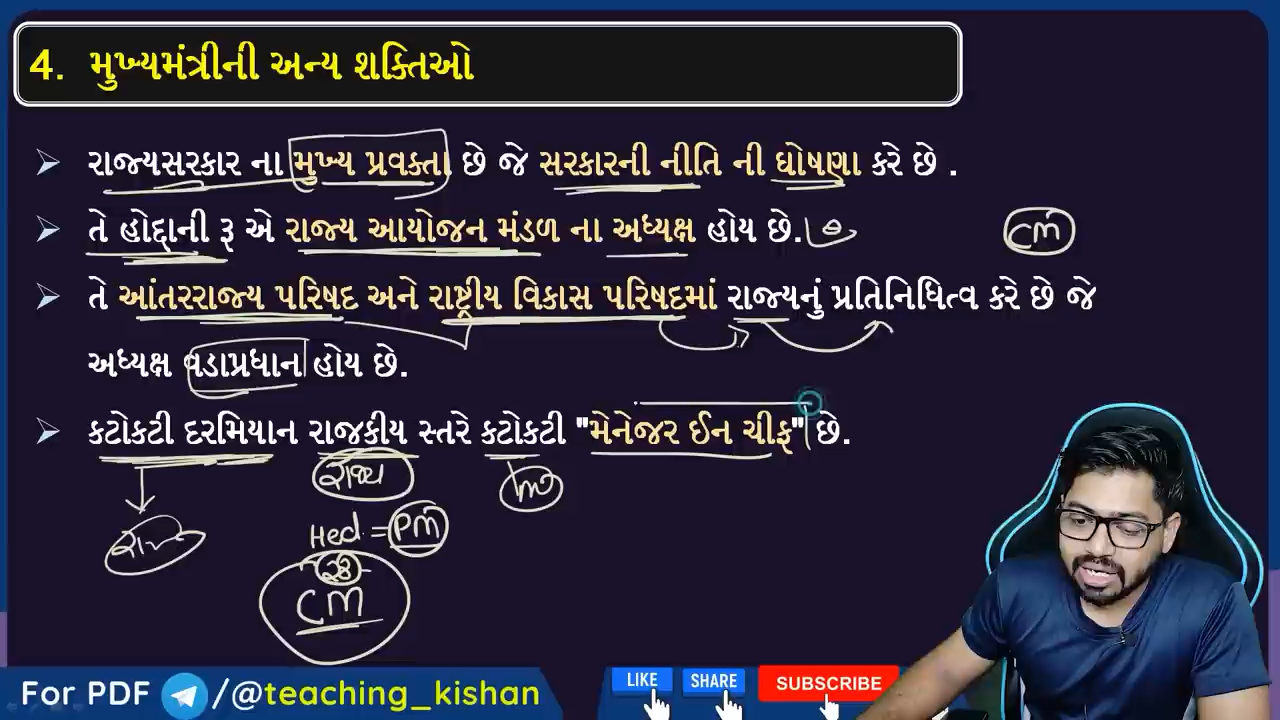 4. મુખ્યમંત્રીની અન્ય શક્તિઓ
રાજ્યસરકાર ના મુખ્ય પ્રવક્તા છે જે સરકારની નીતિ ની ઘોષણા કરે છે .
તે હોદ્દાની રૂ એ રાજ્ય આયોજન મંડળ ના અધ્યક્ષ હોય છે.
CM
તે આંતરરાજ્ય પરિષદ અને રાષ્ટ્રીય વિકાસ પરિષદમાં રાજ્યનું પ્રતિનિધિત્વ કરે છે જે
અધ્યક્ષ વડાપ્રધાન હોય છે.
કટોકટી દરમિયાન રાજકીય સ્તરે કટોકટી "મેનેજર ઈન ચીફ" છે.
રાજ્ય
Hed = PM
28
CM
For PDF /@teaching_kishan
LIKE SHARE SUBSCRIBE